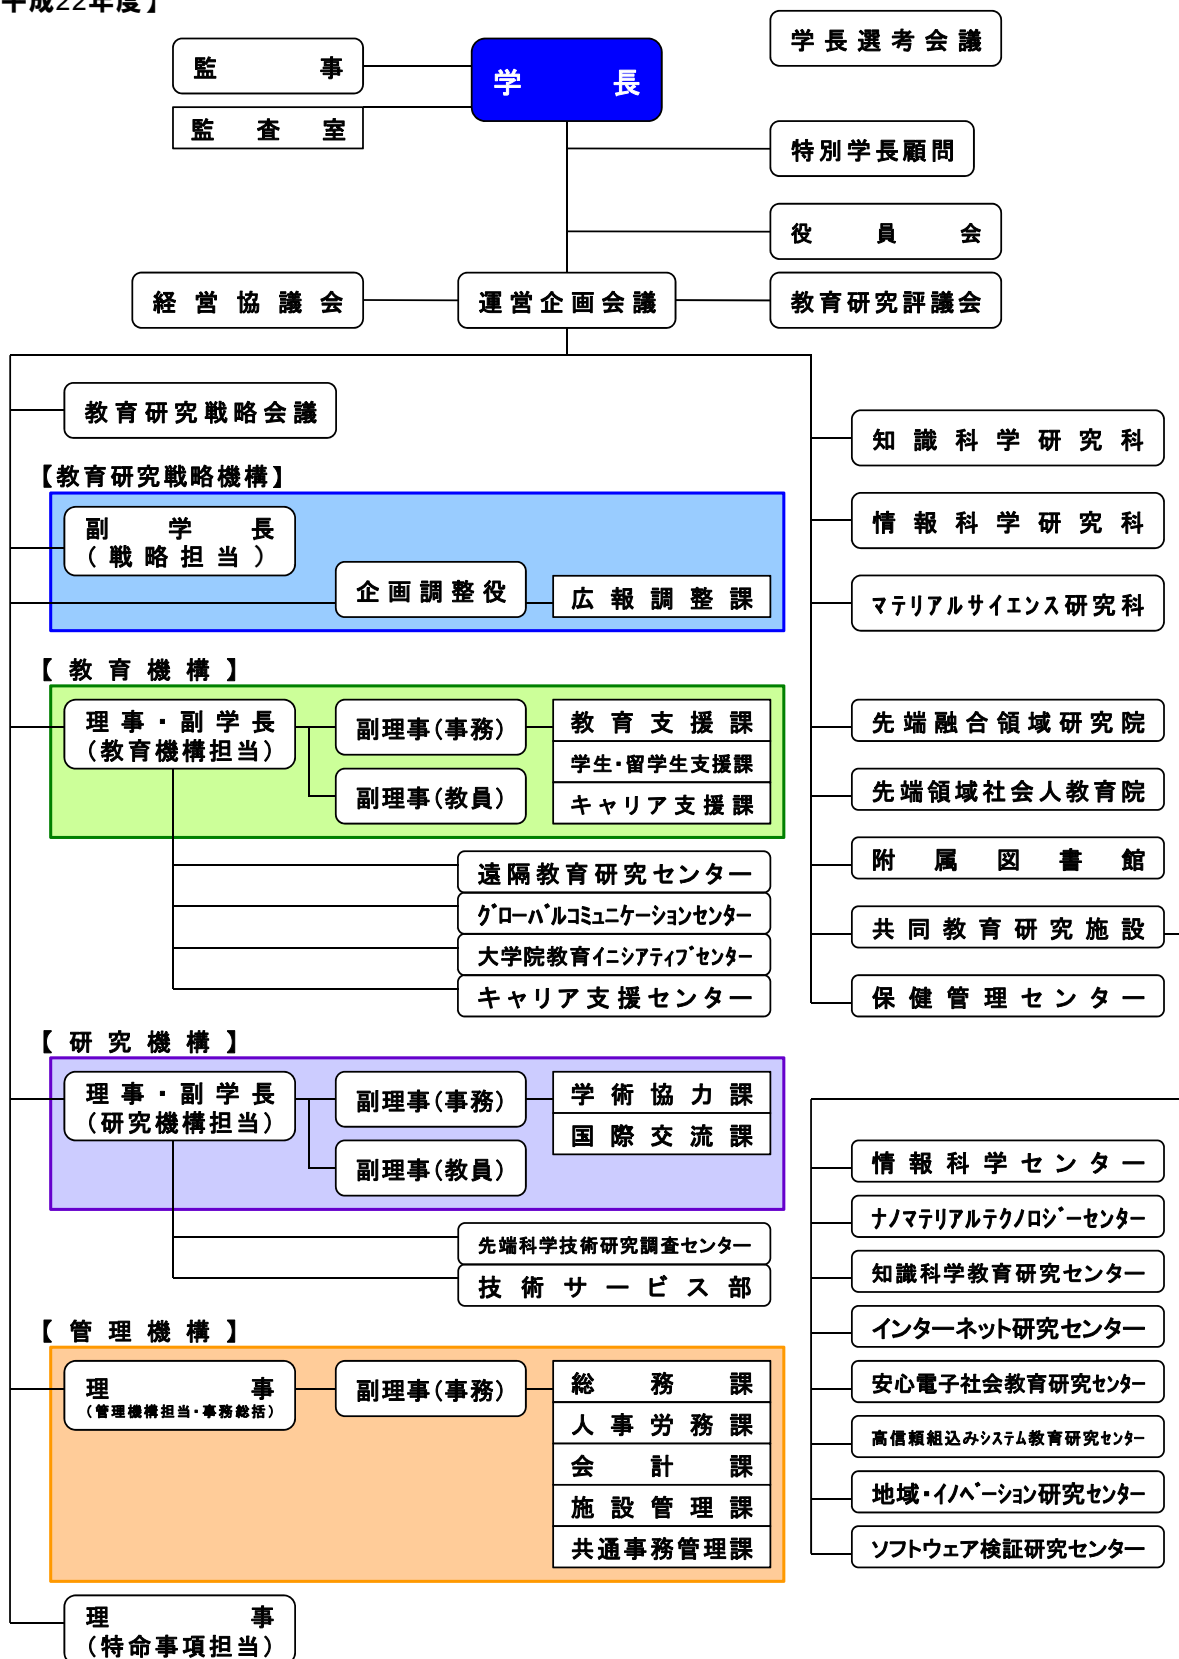 平成22年度】
学長選考会議
監事
学長
監査室
特別学長顧問
役員会
経営協議会
運営企画会議
教育研究評議会
教育研究戦略会議
【教育研究戦略機構】
副学長
(戦略担当)
企画調整役
広報調整課
【教育機構】
理事・副学長
(教育機構担当)
副理事(事務)
副理事(教員)
教育支援課
学生・留学生支援課
キャリア支援課
遠隔教育研究センター
グローバルコミュニケーションセンター
大学院教育イニシアティブセンター
キャリア支援センター
【研究機構】
理事・副学長
(研究機構担当)
副理事(事務)
副理事(教員)
学術協力課
国際交流課
先端科学技術研究調査センター
技術サービス部
【管理機構】
理事
(管理機構担当・事務総括)
副理事(事務)
総務課
人事労務課
会計課
施設管理課
共通事務管理課
理事
(特命事項担当)
知識科学研究科
情報科学研究科
マテリアルサイエンス研究科
先端融合領域研究院
先端領域社会人教育院
附属図書館
共同教育研究施設
保健管理センター
情報科学センター
ナノマテリアルテクノロジーセンター
知識科学教育研究センター
インターネット研究センター
安心電子社会教育研究センター
高信頼組込みシステム教育研究センター
地域・イノベーション研究センター
ソフトウェア検証研究センター